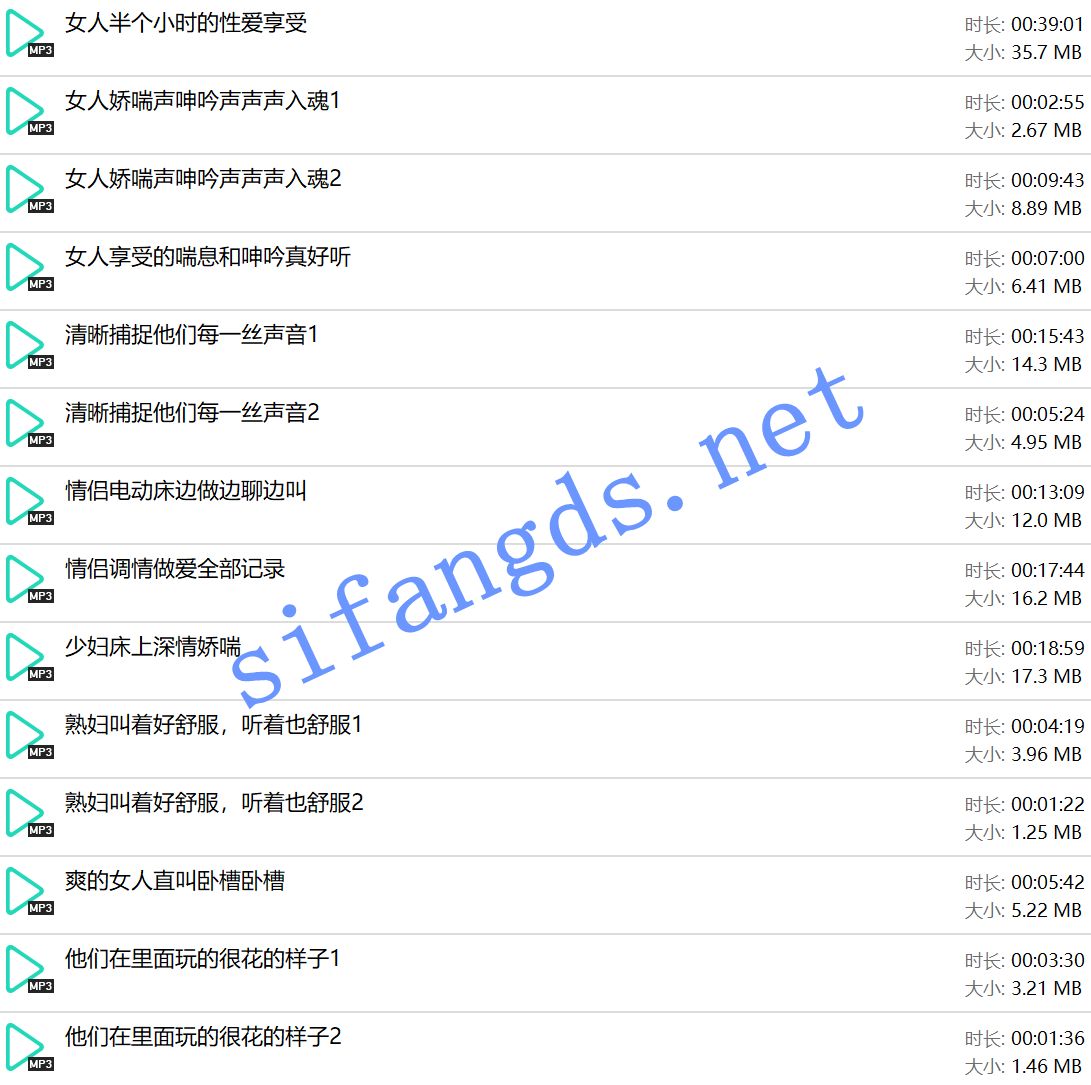 女人半个小时的性爱享受
时长: 00:39:01
大小: 35.7 MB
MP3
女人娇喘声呻吟声声声入魂1
时长: 00:02:55
大小: 2.67 MB
MP3
女人娇喘声呻吟声声声入魂2
时长: 00:09:43
大小: 8.89 MB
MP3
女人享受的喘息和呻吟真好听
时长: 00:07:00
大小: 6.41 MB
MP3
清晰捕捉他们每一丝声音1
时长: 00:15:43
大小: 14.3 MB
MP3
清晰捕捉他们每一丝声音2
时长: 00:05:24
大小: 4.95 MB
MP3
情侣电动床边做边聊边叫
时长: 00:13:09
大小: 12.0 MB
MP3
情侣调情做爱全部记录
时长: 00:17:44
大小: 16.2 MB
MP3
少妇床上深情娇喘
时长: 00:18:59
大小: 17.3 MB
MP3
熟妇叫着好舒服，听着也舒服1
时长: 00:04:19
大小: 3.96 MB
MP3
熟妇叫着好舒服，听着也舒服2
时长: 00:01:22
大小: 1.25 MB
MP3
爽的女人直叫卧槽卧槽
时长: 00:05:42
大小: 5.22 MB
MP3
他们在里面玩的很花的样子1
时长: 00:03:30
大小: 3.21 MB
MP3
他们在里面玩的很花的样子2
时长: 00:01:36
大小: 1.46 MB
MP3
sifangds.net